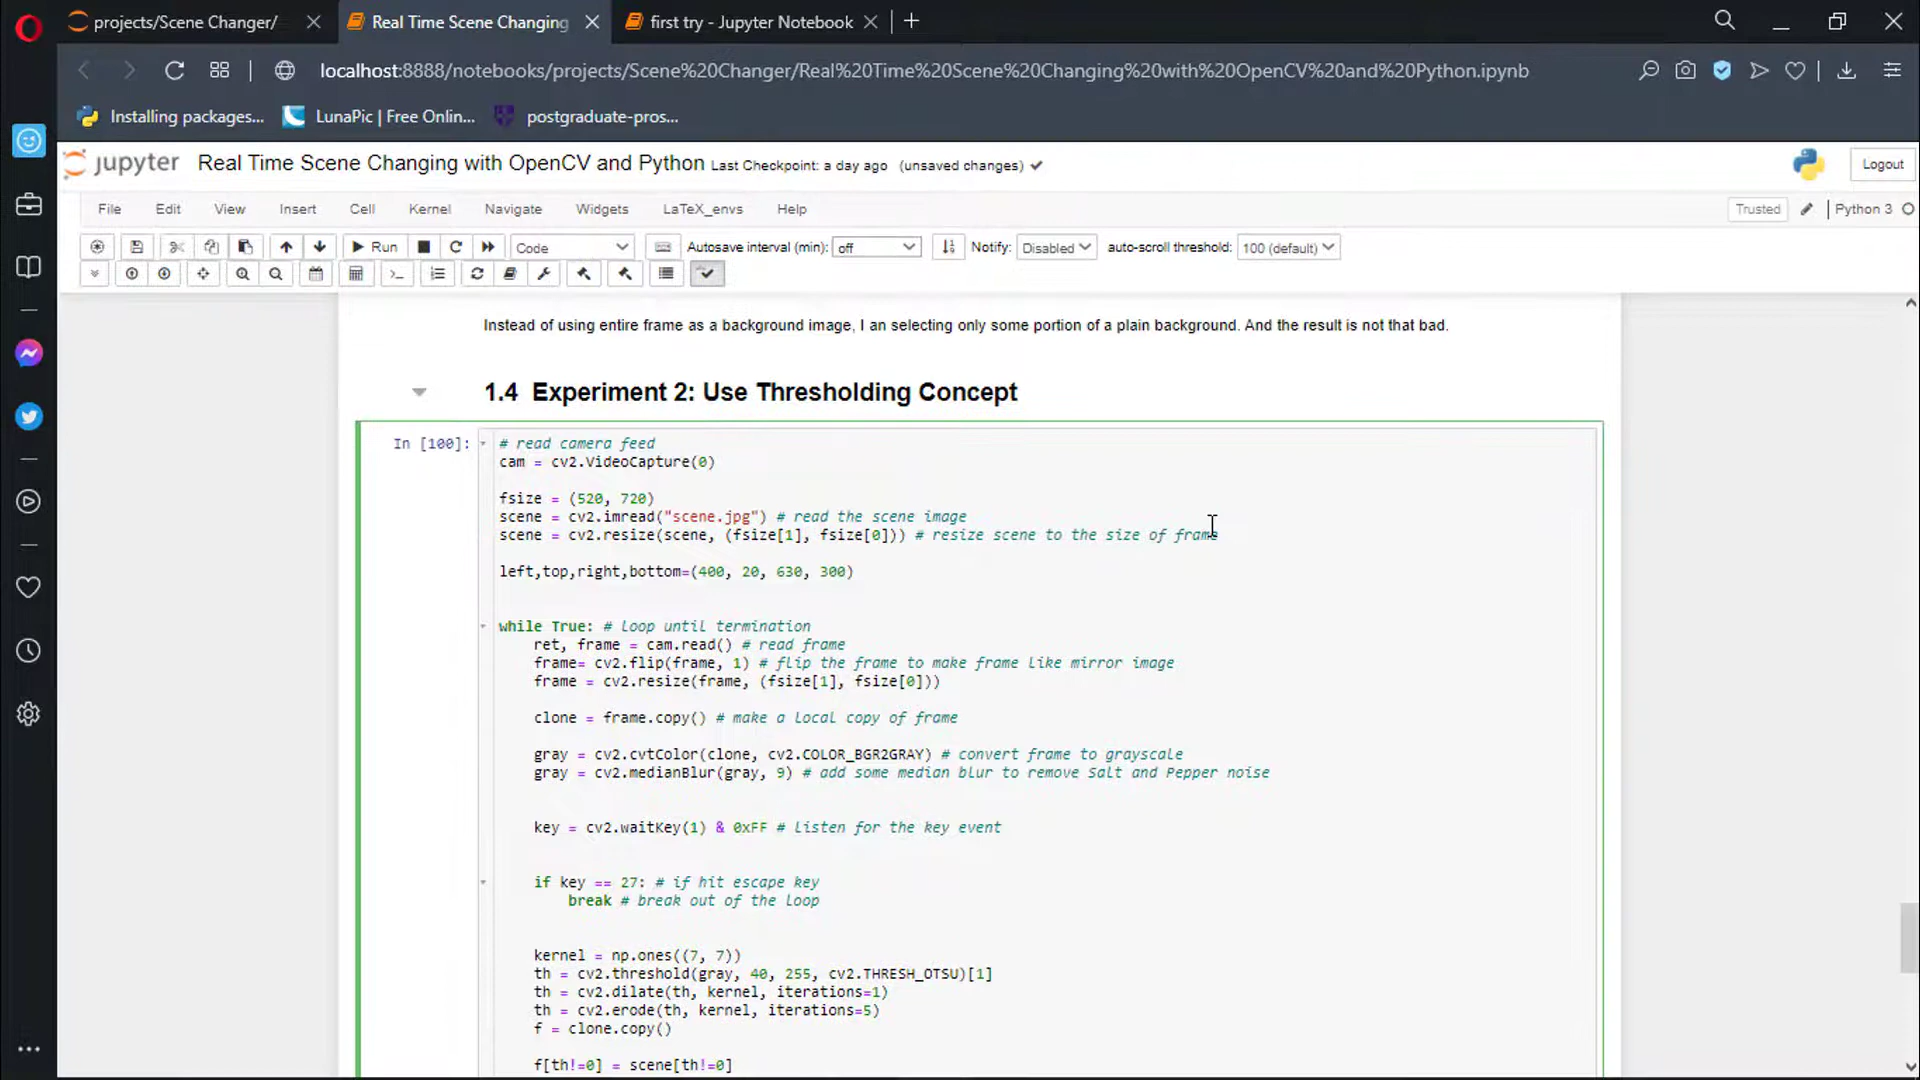 projects/Scene Changer/
Real Time Scene Changing
first try - Jupyter Notebook
localhost:8888/notebooks/projects/Scene%20Changer/Real%20Time%20Scene%20Changing%20with%20OpenCV%20and%20Python.ipynb
Installing packages... LunaPic | Free Onlin... postgraduate-pros...
jupyter Real Time Scene Changing with OpenCV and Python Last Checkpoint: a day ago (unsaved changes) Logout
File Edit View Insert Cell Kernel Navigate Widgets LaTeX_envs Help Trusted Python 3
Run Code Autosave interval (min): off Notify: Disabled auto-scroll threshold: 100 (default)
Instead of using entire frame as a background image, I an selecting only some portion of a plain background. And the result is not that bad.
1.4 Experiment 2: Use Thresholding Concept
In [100]: # read camera feed
cam = cv2.VideoCapture(0)
fsize = (520, 720)
scene = cv2.imread("scene.jpg") # read the scene image
scene = cv2.resize(scene, (fsize[1], fsize[0])) # resize scene to the size of frame
left,top,right,bottom=(400, 20, 630, 300)
while True: # loop until termination
ret, frame = cam.read() # read frame
frame= cv2.flip(frame, 1) # flip the frame to make frame like mirror image
frame = cv2.resize(frame, (fsize[1], fsize[0]))
clone = frame.copy() # make a local copy of frame
gray = cv2.cvtColor(clone, cv2.COLOR_BGR2GRAY) # convert frame to grayscale
gray = cv2.medianBlur(gray, 9) # add some median blur to remove Salt and Pepper noise
key = cv2.waitKey(1) & 0xFF # listen for the key event
if key == 27: # if hit escape key
break # break out of the loop
kernel = np.ones((7, 7))
th = cv2.threshold(gray, 40, 255, cv2.THRESH_OTSU)[1]
th = cv2.dilate(th, kernel, iterations=1)
th = cv2.erode(th, kernel, iterations=5)
f = clone.copy()
f[th!=0] = scene[th!=0]